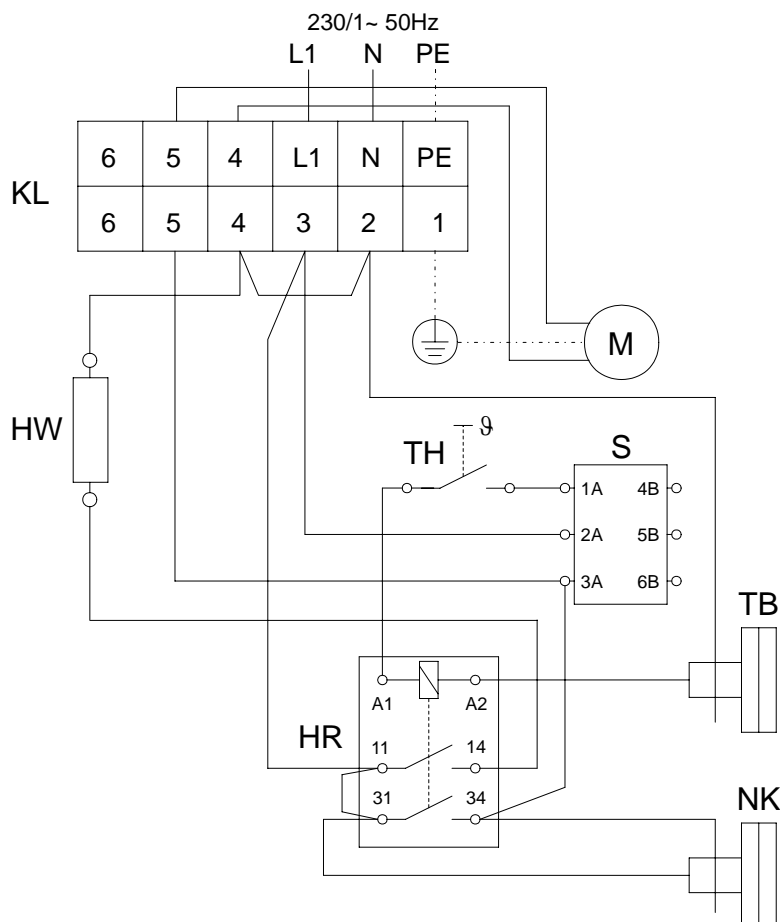 230/1~ 50Hz
L1 N PE
6 5 4 L1 N PE
KL
6 5 4 3 2 1
M
HW
TH ϑ S
1A 4B
2A 5B
3A 6B
TB
A1 A2
HR
11 14
31 34
NK